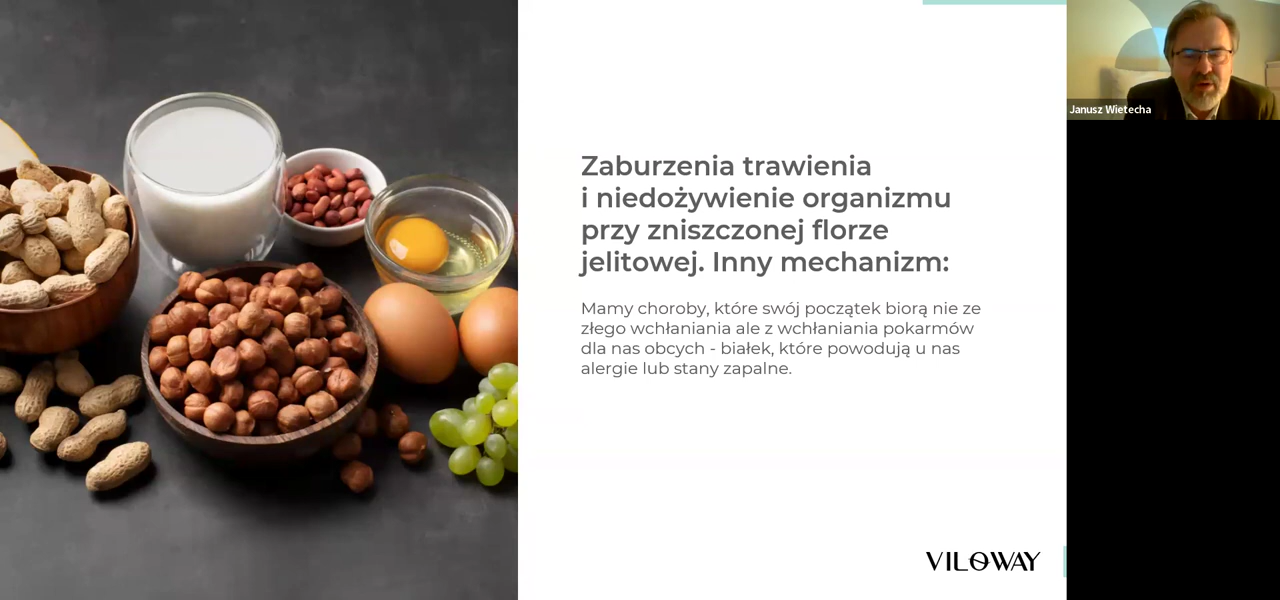 Zaburzenia trawienia
i niedożywienie organizmu
przy zniszczonej florze
jelitowej. Inny mechanizm:
Mamy choroby, które swój początek biorą nie ze
złego wchłaniania ale z wchłaniania pokarmów
dla nas obcych - białek, które powodują u nas
alergie lub stany zapalne.
VILOWAY
Janusz Wietecha